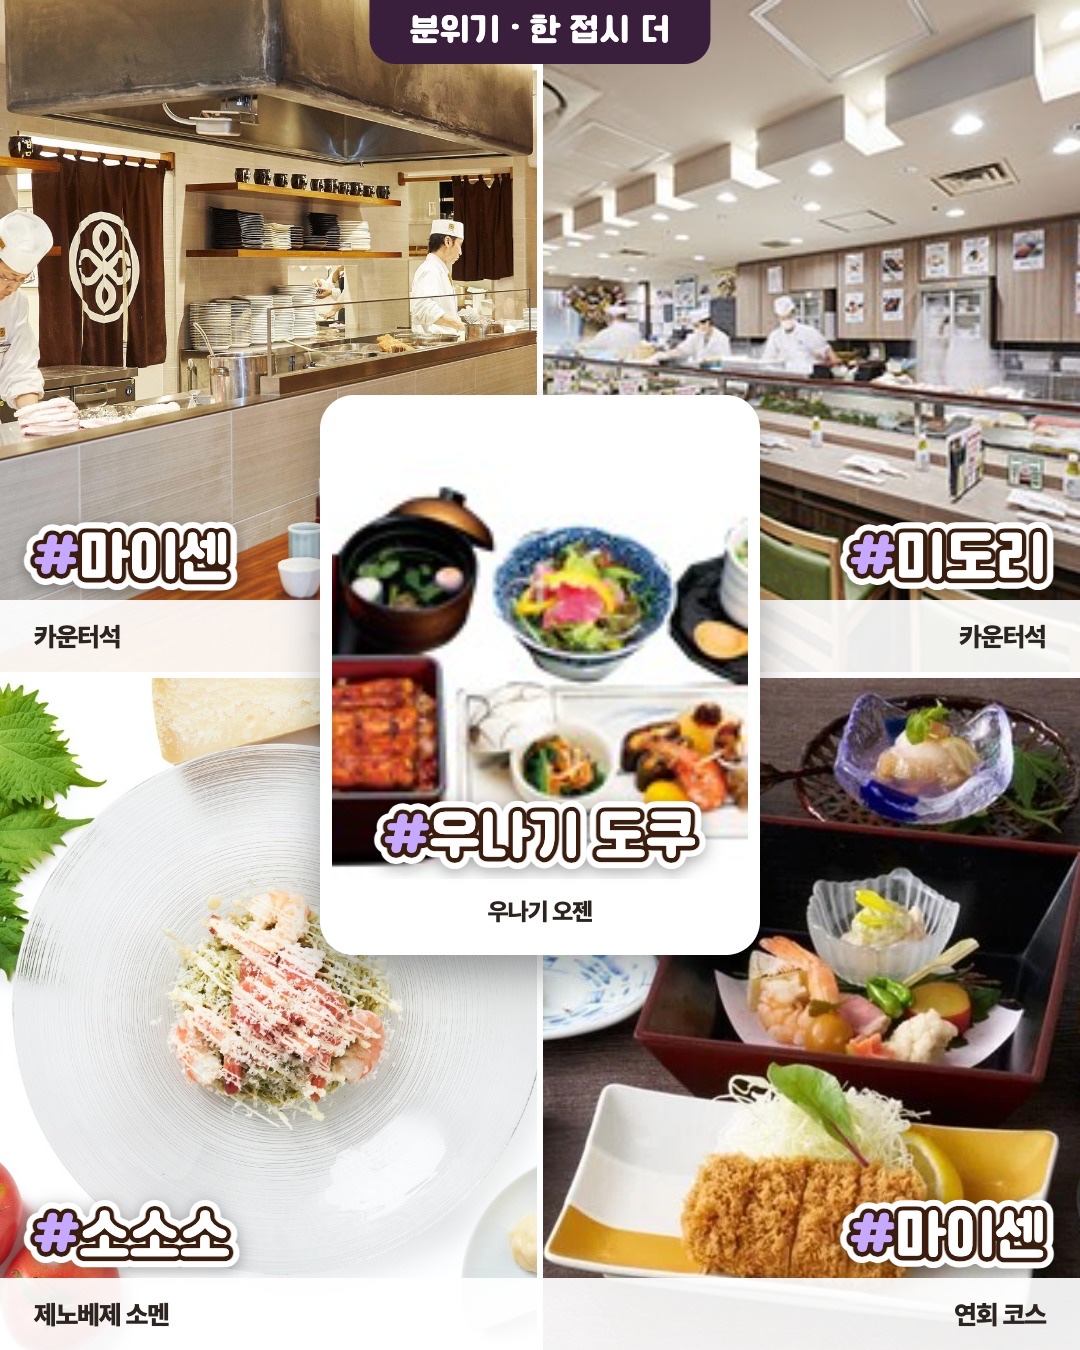 분위기 · 한 접시 더
#마이센
카운터석
#미도리
카운터석
#우나기 도쿠
우나기 오젠
#소소소
제노베제 소멘
#마이센
연회 코스